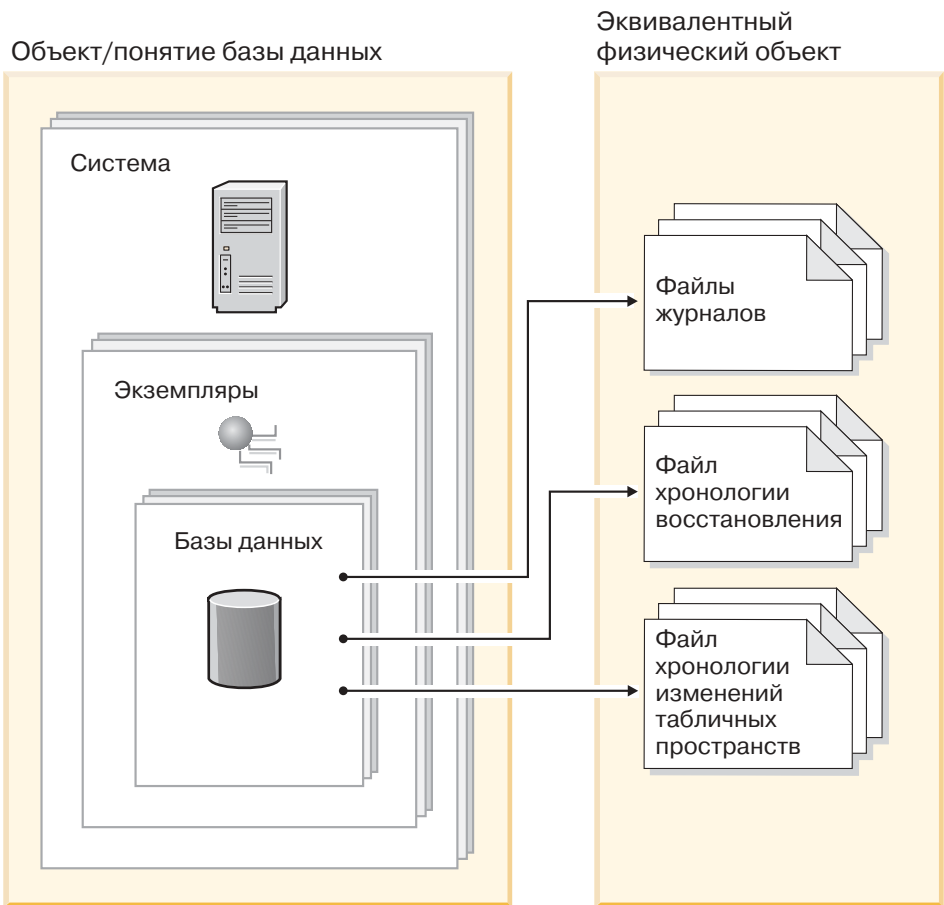 Объект/понятие базы данных
Эквивалентный
физический объект
Система
Экземпляры
Базы данных
Файлы
журналов
Файл
хронологии
восстановления
Файл
хронологии
изменений
табличных
пространств